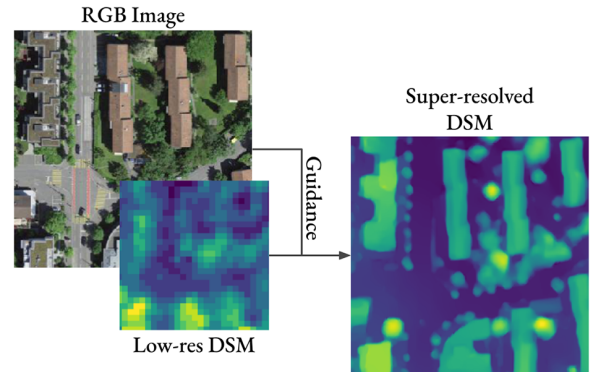 RGB Image
Super-resolved
DSM
Guidance
Low-res DSM